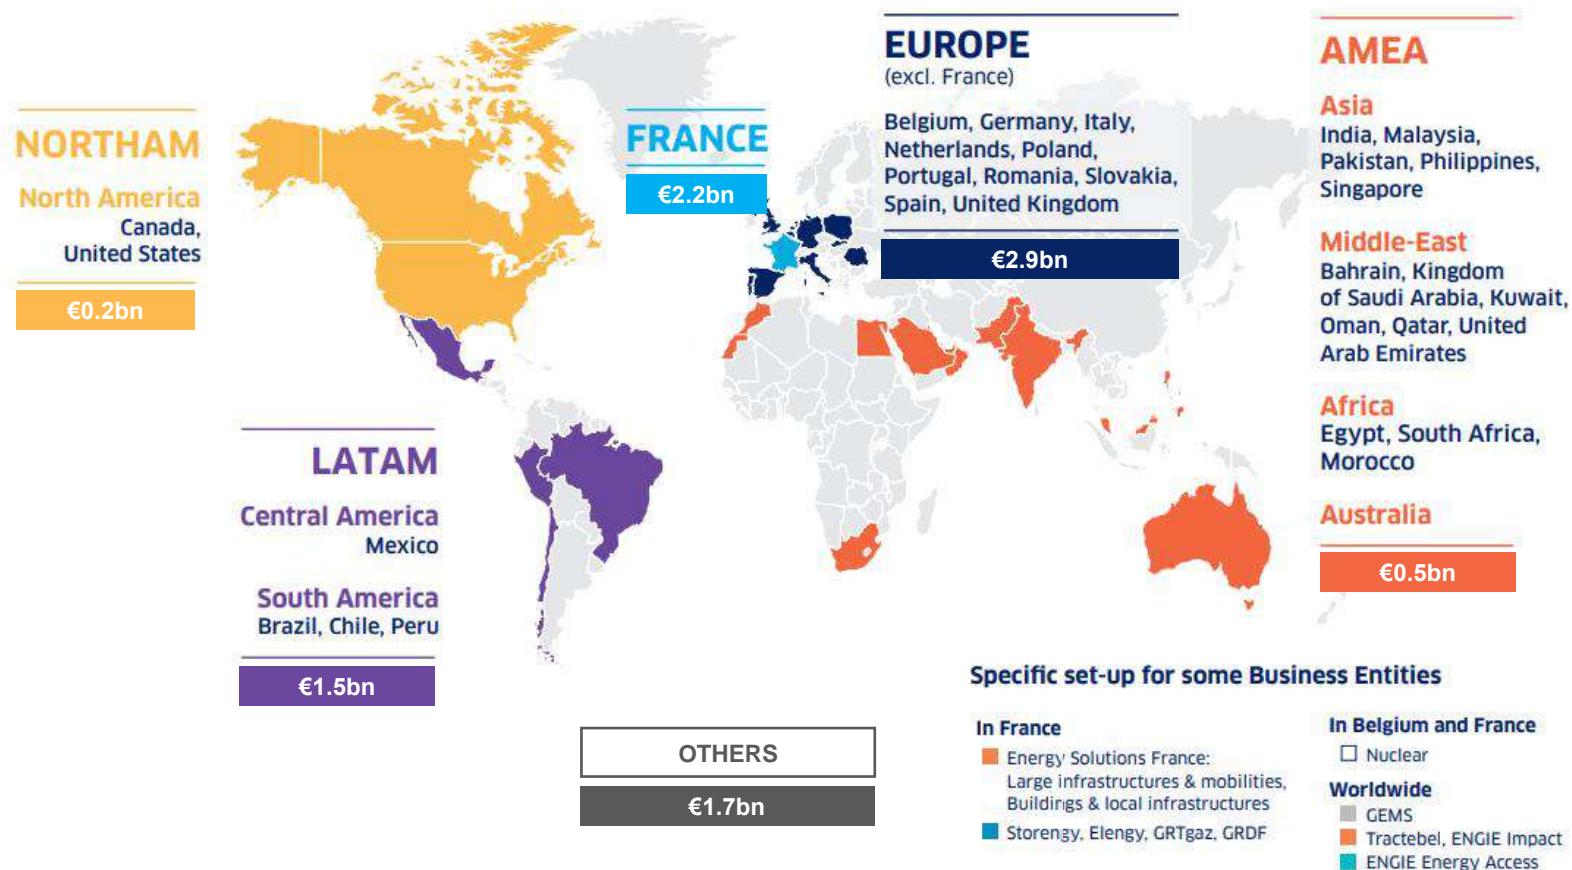 NORTHAM
North America
Canada,
United States
€0.2bn
LATAM
Central America
Mexico
South America
Brazil, Chile, Peru
€1.5bn
FRANCE
€2.2bn
EUROPE
(excl. France)
Belgium, Germany, Italy,
Netherlands, Poland,
Portugal, Romania, Slovakia,
Spain, United Kingdom
€2.9bn
AMEA
Asia
India, Malaysia,
Pakistan, Philippines,
Singapore
Middle-East
Bahrain, Kingdom
of Saudi Arabia, Kuwait,
Oman, Qatar, United
Arab Emirates
Africa
Egypt, South Africa,
Morocco
Australia
€0.5bn
OTHERS
€1.7bn
Specific set-up for some Business Entities
In France
Energy Solutions France:
Large infrastructures & mobilities,
Buildings & local infrastructures
Storengy, Elengy, GRTgaz, GRDF
In Belgium and France
Nuclear
Worldwide
GEMS
Tractebel, ENGIE Impact
ENGIE Energy Access